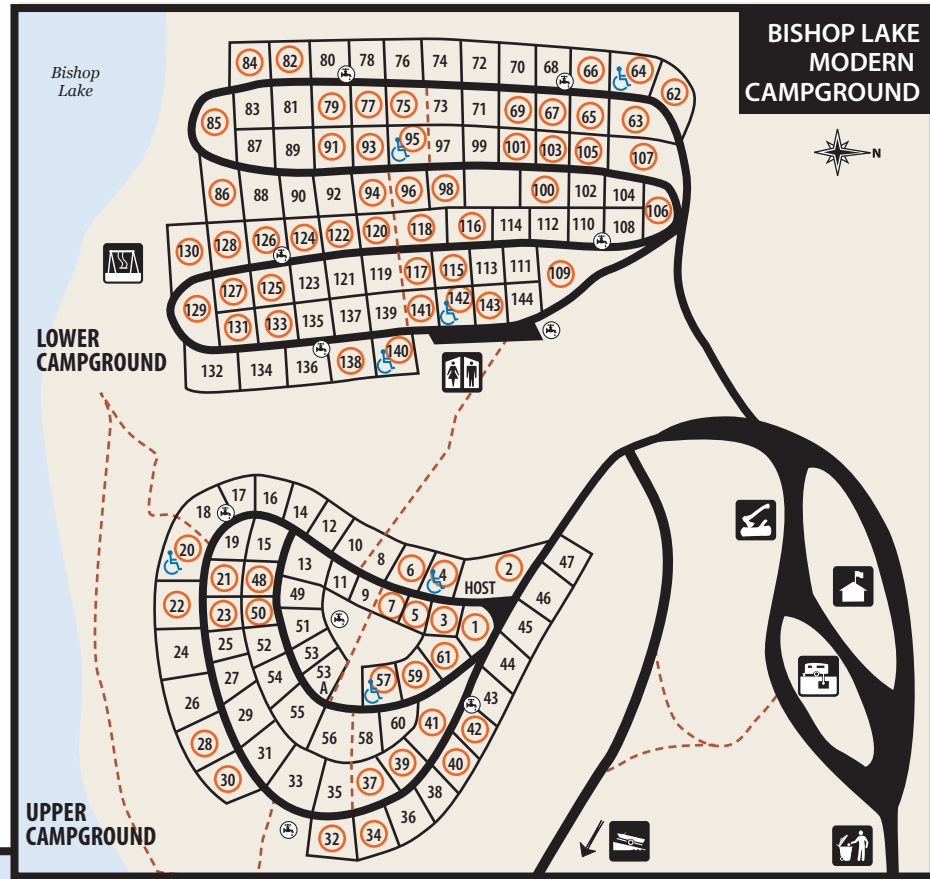 BISHOP LAKE
MODERN
CAMPGROUND
Bishop
Lake
N
84 82 80 78 76 74 72 70 68 66 64 62
85 83 81 79 77 75 73 71 69 67 65 63
87 89 91 93 95 97 99 101 103 105 107
86 88 90 92 94 96 98 100 102 104 106
130 128 126 124 122 120 118 116 114 112 110 108
129 127 125 123 121 119 117 115 113 111 109
131 133 135 137 139 141 142 143 144
132 134 136 138 140
LOWER
CAMPGROUND
18 17 16 14 12 10 8 6 4 HOST 2 47
20 19 15 13 11 9 7 5 3 1 46
22 21 48 49 45
23 50 51 61 44
24 25 52 53 57 59 43
26 27 54 53
A
28 29 55 56 58 60 41 42
30 31 33 35 37 39 40
32 34 36 38
UPPER
CAMPGROUND